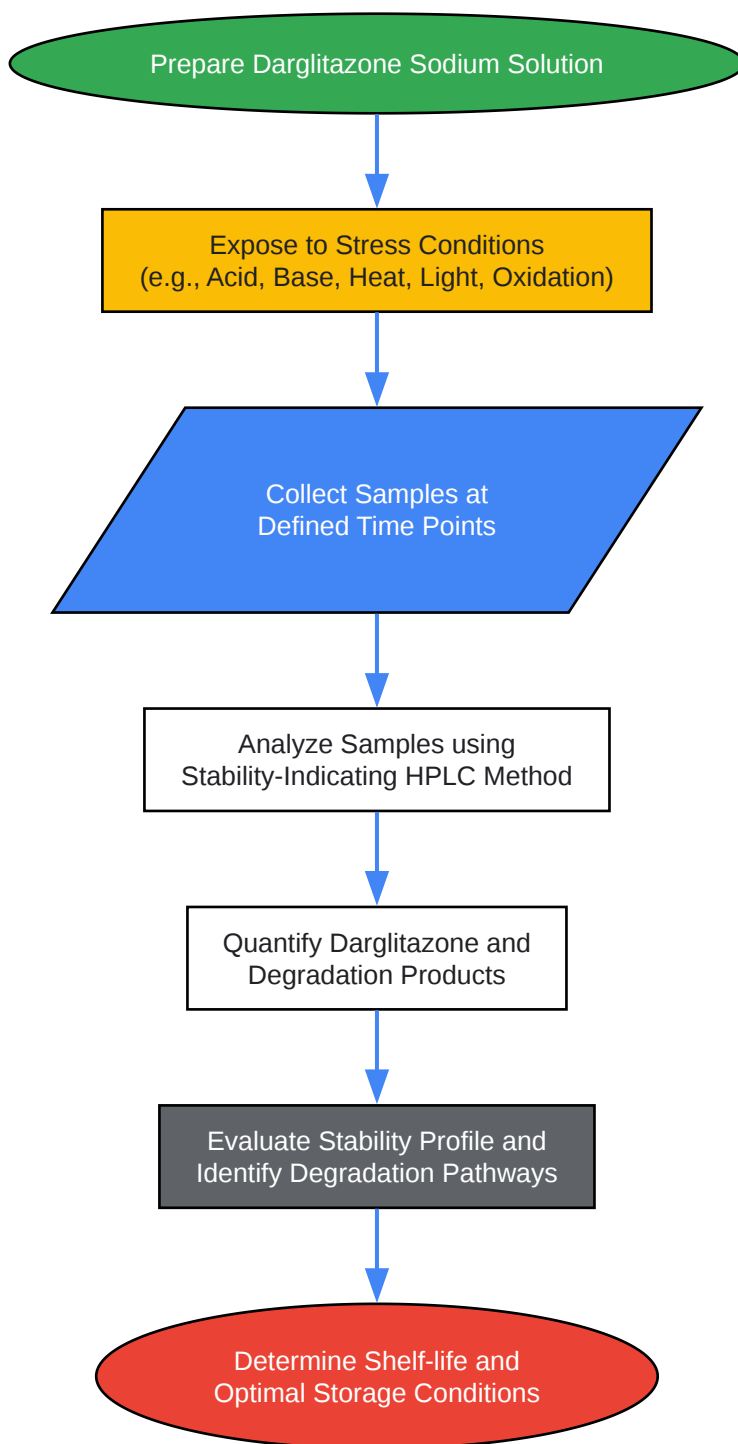 Prepare Darglitazone Sodium Solution
Expose to Stress Conditions
(e.g., Acid, Base, Heat, Light, Oxidation)
Collect Samples at
Defined Time Points
Analyze Samples using
Stability-Indicating HPLC Method
Quantify Darglitazone and
Degradation Products
Evaluate Stability Profile and
Identify Degradation Pathways
Determine Shelf-life and
Optimal Storage Conditions